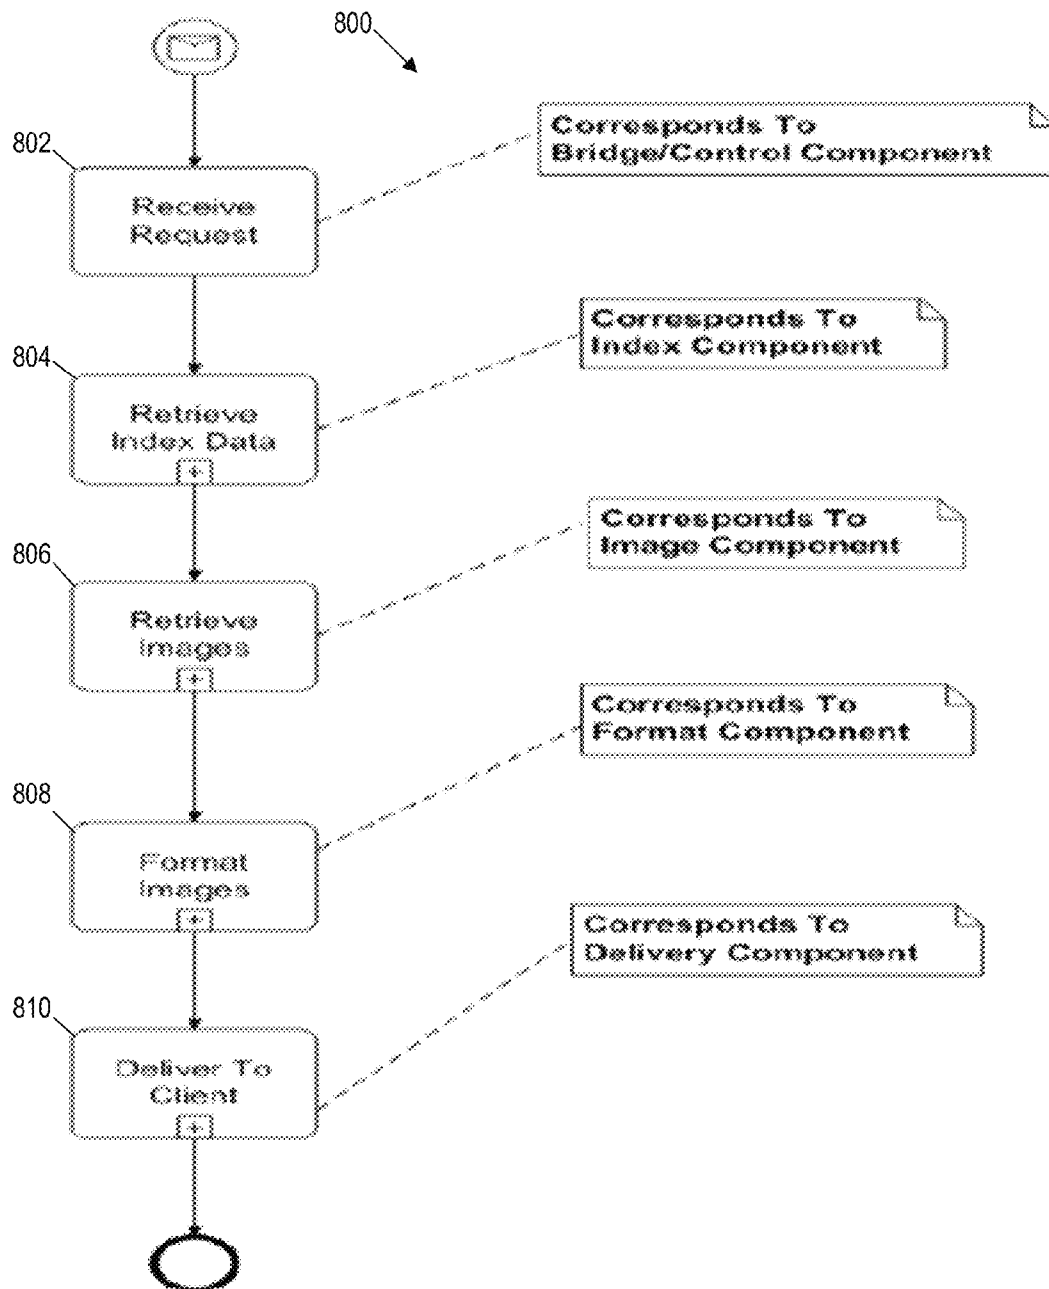 800
802
Receive
Request
Corresponds To
Bridge/Control Component
804
Retrieve
Index Data
+
Corresponds To
Index Component
806
Retrieve
Images
+
Corresponds To
Image Component
808
Format
Images
+
Corresponds To
Format Component
810
Deliver To
Client
+
Corresponds To
Delivery Component